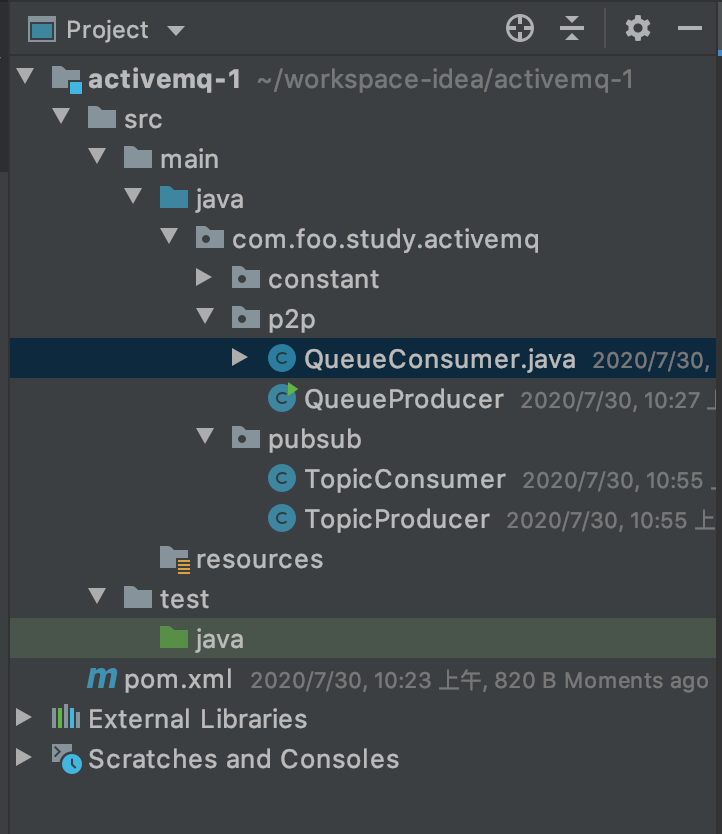 Project
activemq-1 ~/workspace-idea/activemq-1
src
main
java
com.foo.study.activemq
constant
p2p
QueueConsumer.java 2020/7/30,
QueueProducer 2020/7/30, 10:27
pubsub
TopicConsumer 2020/7/30, 10:55
TopicProducer 2020/7/30, 10:55 上
resources
test
java
pom.xml 2020/7/30, 10:23 上午, 820 B Moments ago
External Libraries
Scratches and Consoles